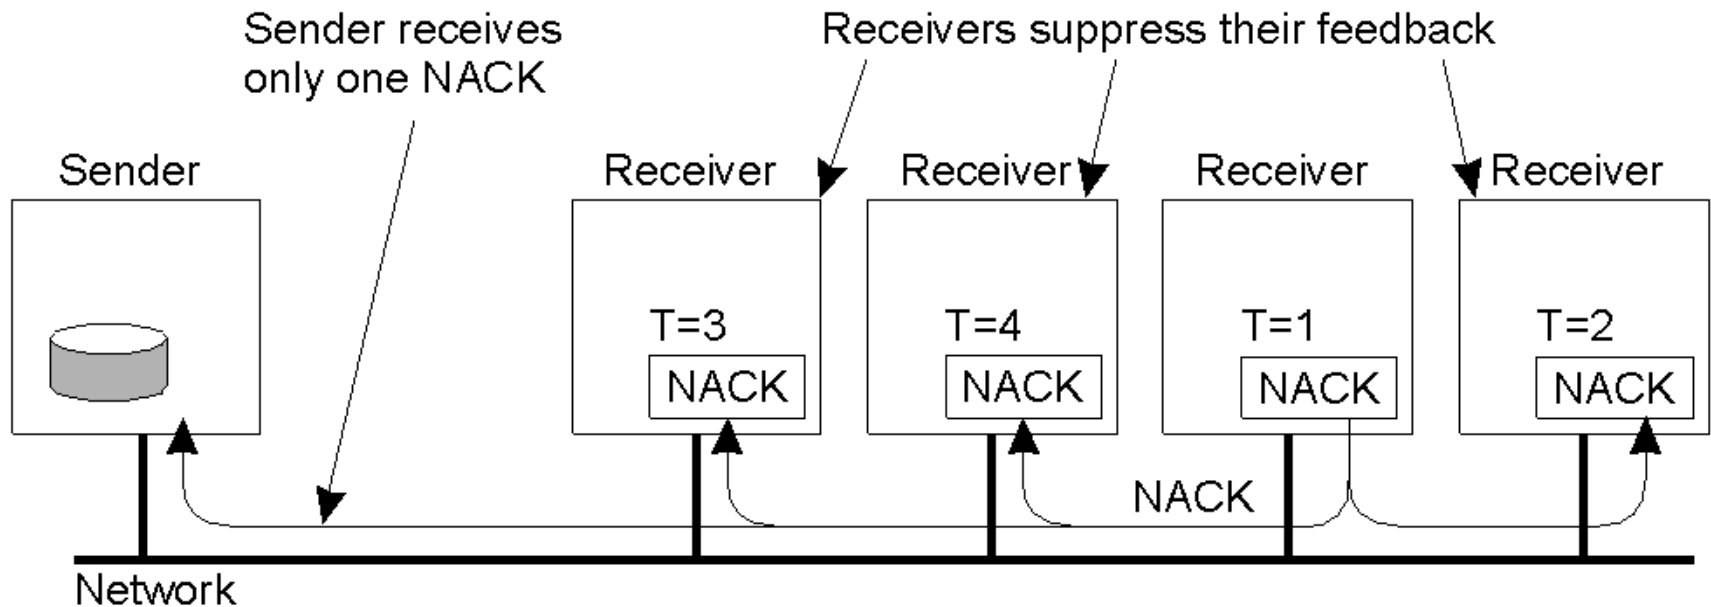 Sender receives
only one NACK
Receivers suppress their feedback
Sender
Receiver
Receiver
Receiver
Receiver
T=3
T=4
T=1
T=2
NACK
NACK
NACK
NACK
NACK
Network